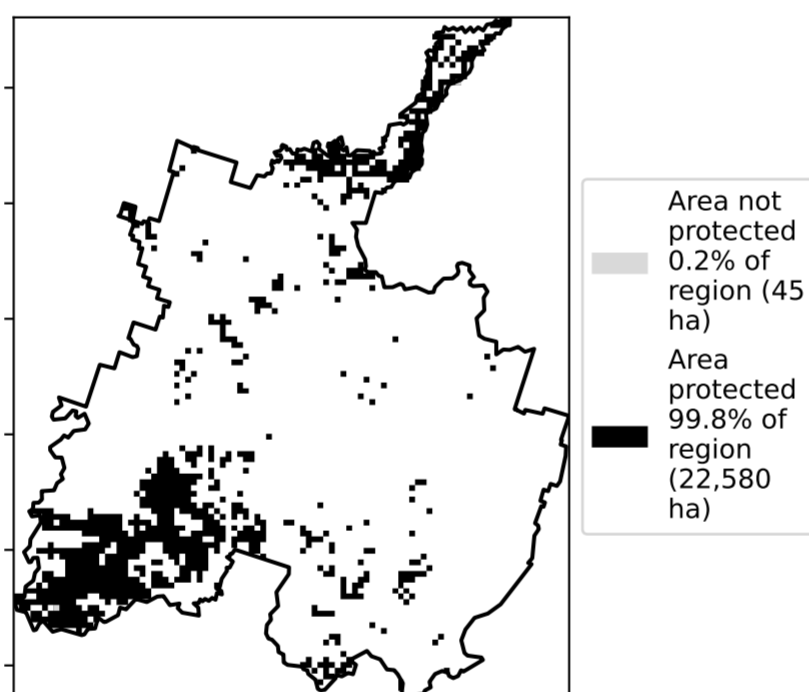 Area not
protected
0.2% of
region (45
ha)
Area
protected
99.8% of
region
(22,580
ha)